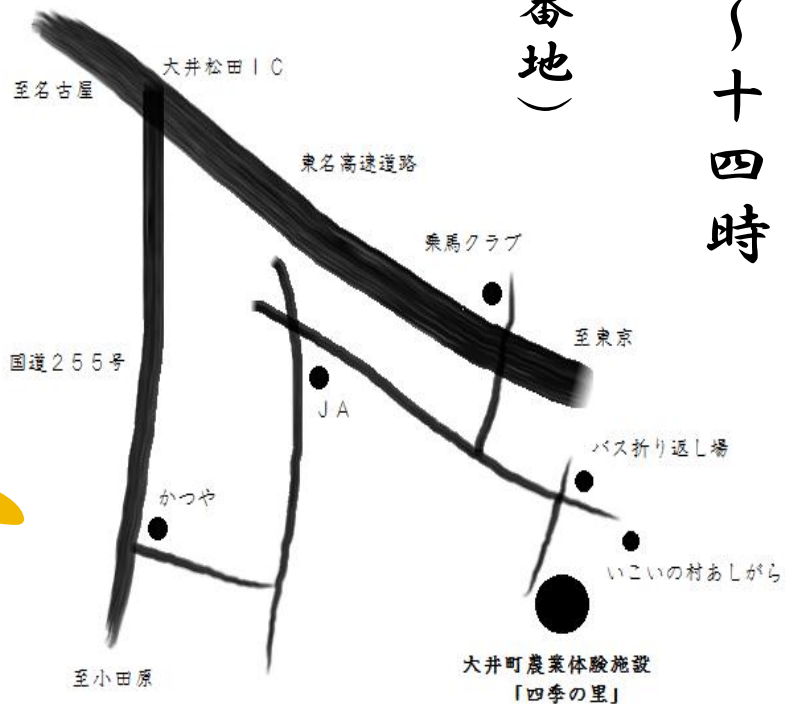 ～十四時
番地）
大井松田ＩＣ
至名古屋
東名高速道路
乗馬クラブ
至東京
国道２５５号
ＪＡ
バス折り返し場
かつや
いこいの村あしがら
大井町農業体験施設
「四季の里」
至小田原